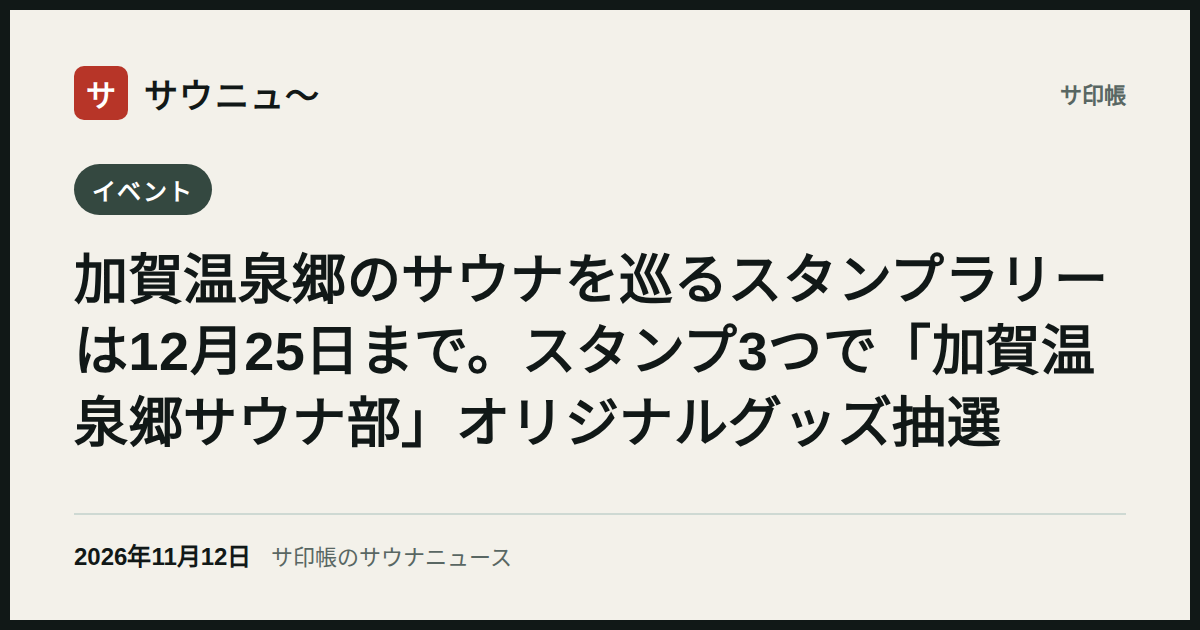 サ サウニュ〜
サ印帳
イベント
加賀温泉郷のサウナを巡るスタンプラリー
は12月25日まで。スタンプ3つで「加賀温
泉郷サウナ部」オリジナルグッズ抽選
2026年11月12日 サ印帳のサウナニュース